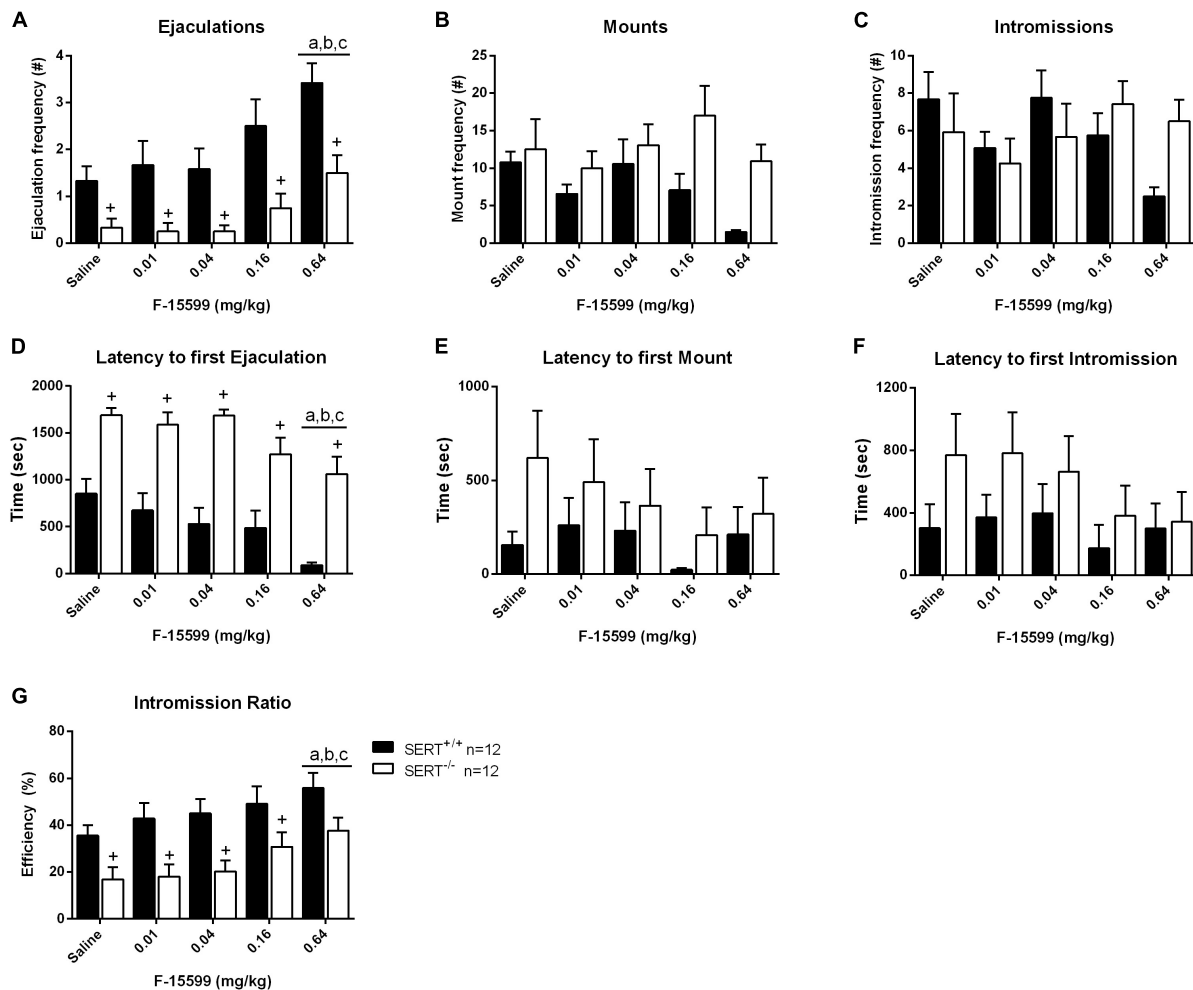 A
Ejaculations
Ejaculation frequency (#)
4
3
2
1
0
a,b,c
+
+
+
+
+
Saline
0.01
0.04
0.16
0.64
F-15599 (mg/kg)
B
Mounts
Mount frequency (#)
25
20
15
10
5
0
Saline
0.01
0.04
0.16
0.64
F-15599 (mg/kg)
C
Intromissions
Intromission frequency (#)
10
8
6
4
2
0
Saline
0.01
0.04
0.16
0.64
F-15599 (mg/kg)
D
Latency to first Ejaculation
Time (sec)
2000
1500
1000
500
0
+
+
+
+
a,b,c
+
Saline
0.01
0.04
0.16
0.64
F-15599 (mg/kg)
E
Latency to first Mount
Time (sec)
1000
500
0
Saline
0.01
0.04
0.16
0.64
F-15599 (mg/kg)
F
Latency to first Intromission
Time (sec)
1200
800
400
0
Saline
0.01
0.04
0.16
0.64
F-15599 (mg/kg)
G
Intromission Ratio
Efficiency (%)
80
60
40
20
0
+
+
+
+
a,b,c
Saline
0.01
0.04
0.16
0.64
F-15599 (mg/kg)
SERT+/+ n=12
SERT-/- n=12